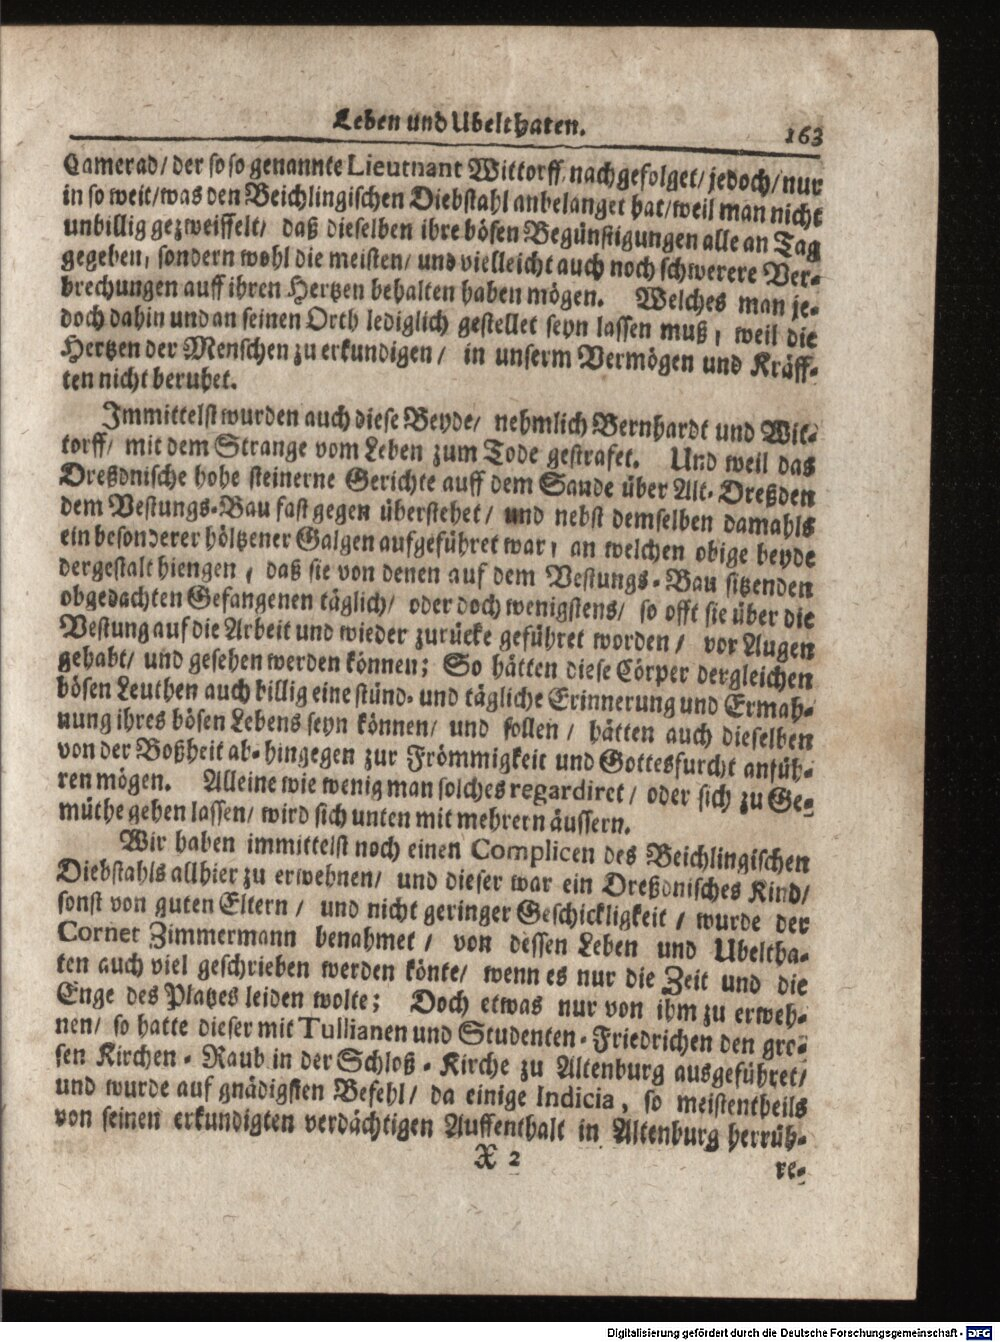 Leben und Ubelthaten. 163
Camerad/ der so so genannte Lieutnant Wittorff, nachgefolget/ jedoch/ nur
in so weit/ was den Beichlingischen Diebstahl anbelanget hat/ weil man nicht
unbillig gezweiffelt/ daß dieselben ihre bösen Begünstigungen alle an Tag
gegeben, sondern wohl die meisten/ und vielleicht auch noch schwerere Ver-
brechungen auff ihren Hertzen behalten haben mögen. Welches man je-
doch dahin und an seinen Orth lediglich gestellet seyn lassen muß, weil die
Hertzen der Menschen zu erkundigen/ in unserm Vermögen und Kräff-
ten nicht beruhet.
Immittelst wurden auch diese Beyde/ nehmlich Bernhardt und Wit-
torff/ mit dem Strange vom Leben zum Tode gestrafet. Und weil das
Dreßdnische hohe steinerne Gerichte auff dem Sande über Alt-Dreßden
dem Vestungs-Bau fast gegen überstehet/ und nebst demselben damahls
ein besonderer höltzener Galgen aufgeführet war, an welchen obige beyde
dergestalt hiengen, daß sie von denen auf dem Vestungs-Bau sitzenden
obgedachten Gefangenen täglich/ oder doch wenigstens/ so offt sie über die
Vestung auf die Arbeit und wieder zurücke geführet worden/ vor Augen
gehabt/ und gesehen werden können; So hätten diese Cörper dergleichen
bösen Leuthen auch billig eine stünd- und tägliche Erinnerung und Ermah-
nung ihres bösen Lebens seyn können/ und sollen/ hätten auch dieselben
von der Boßheit ab- hingegen zur Frömmigkeit und Gottesfurcht anfüh-
ren mögen. Alleine wie wenig man solches regardiret/ oder sich zu Ge-
müthe gehen lassen/ wird sich unten mit mehrern äussern.
Wir haben immittelst noch einen Complicen des Beichlingischen
Diebstahls allhier zu erwehnen/ und dieser war ein Dreßdnisches Kind/
sonst von guten Eltern/ und nicht geringer Geschickligkeit/ wurde der
Cornet Zimmermann benahmet/ von dessen Leben und Ubeltha-
ten auch viel geschrieben werden könte/ wenn es nur die Zeit und die
Enge des Platzes leiden wolte; Doch etwas nur von ihm zu erweh-
nen/ so hatte dieser mit Tullianen und Studenten-Friedrichen den gros-
sen Kirchen-Raub in der Schloß-Kirche zu Altenburg ausgeführet/
und wurde auf gnädigsten Befehl/ da einige Indicia, so meistentheils
von seinen erkundigten verdächtigen Auffenthalt in Altenburg herrüh-
X 2 re-
Digitalisierung gefördert durch die Deutsche Forschungsgemeinschaft - DFG